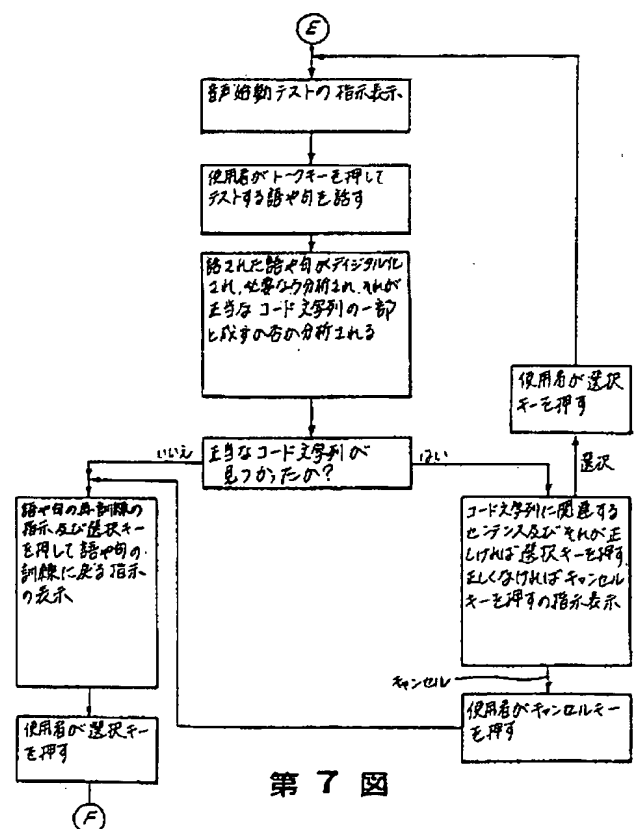 E
音声始動テストの指示表示
使用者がトークキーを押して
テストする語や句を話す
話された語や句がディジタル化
され、必要なら分析され、それが
正当なコード文字列の一部
と成すか否か分析される
使用者が選択
キーを押す
選択
いいえ
正当なコード文字列が
見つかったか?
はい
語や句の再訓練の
指示及び選択キー
を押して語や句の
訓練に戻る指示
の表示
コード文字列に関連する
センテンス及びそれが正
しければ選択キーを押す
正しくなければキャンセル
キーを押すの指示表示
キャンセル
使用者が選択キー
を押す
使用者がキャンセルキー
を押す
第7図
F